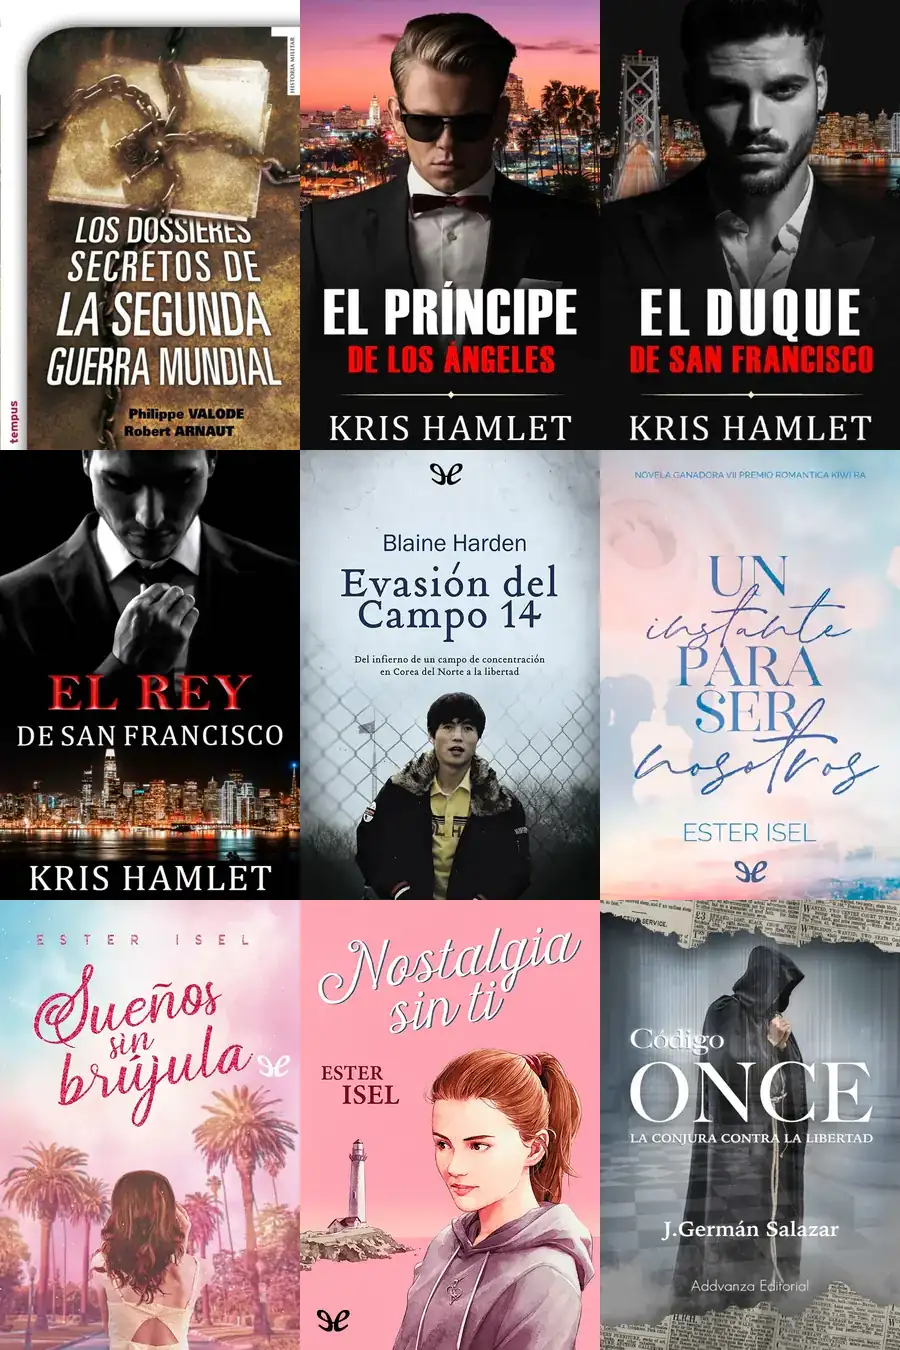 HISTORIA MILITAR
LOS DOSSIERES
SECRETOS DE
LA SEGUNDA
GUERRA MUNDIAL
Philippe VALODE
Robert ARNAUT
tempus
EL PRÍNCIPE
DE LOS ÁNGELES
KRIS HAMLET
EL DUQUE
DE SAN FRANCISCO
KRIS HAMLET
EL REY
DE SAN FRANCISCO
KRIS HAMLET
Blaine Harden
Evasión del
Campo 14
Del infierno de un campo de concentración
en Corea del Norte a la libertad
NOVELA GANADORA VII PREMIO ROMANTICA KIWI RA
UN
instante
PARA
SER
nosotros
ESTER ISEL
ESTER ISEL
Sueños
sin
brújula
Nostalgia
sin ti
ESTER
ISEL
Código
ONCE
LA CONJURA CONTRA LA LIBERTAD
J.Germán Salazar
Addvanza Editorial